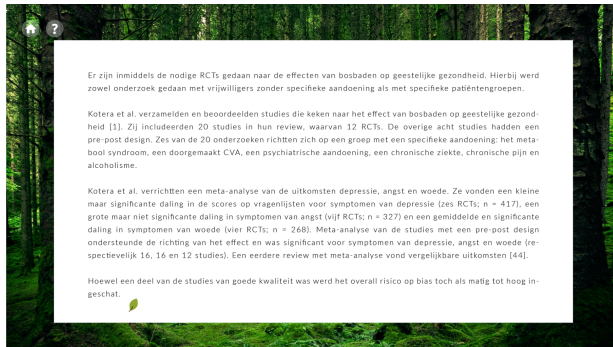 ?
Er zijn inmiddels de nodige RCTs gedaan naar de effecten van bosbaden op geestelijke gezondheid. Hierbij werd
zowel onderzoek gedaan met vrijwilligers zonder specifieke aandoening als met specifieke patiëntengroepen.
Kotera et al. verzamelden en beoordeelden studies die keken naar het effect van bosbaden op geestelijke gezond-
heid [1]. Zij includeerden 20 studies in hun review, waarvan 12 RCTs. De overige acht studies hadden een
pre-post design. Zes van de 20 onderzoeken richtten zich op een groep met een specifieke aandoening: het meta-
bool syndroom, een doorgemaakt CVA, een psychiatrische aandoening, een chronische ziekte, chronische pijn en
alcoholisme.
Kotera et al. verrichtten een meta-analyse van de uitkomsten depressie, angst en woede. Ze vonden een kleine
maar significante daling in de scores op vragenlijsten voor symptomen van depressie (zes RCTs; n = 417), een
grote maar niet significante daling in symptomen van angst (vijf RCTs; n = 327) en een gemiddelde en significante
daling in symptomen van woede (vier RCTs; n = 268). Meta-analyse van de studies met een pre-post design
ondersteunde de richting van het effect en was significant voor symptomen van depressie, angst en woede (re-
spectievelijk 16, 16 en 12 studies). Een eerdere review met meta-analyse vond vergelijkbare uitkomsten [44].
Hoewel een deel van de studies van goede kwaliteit was werd het overall risico op bias toch als matig tot hoog in-
geschat.